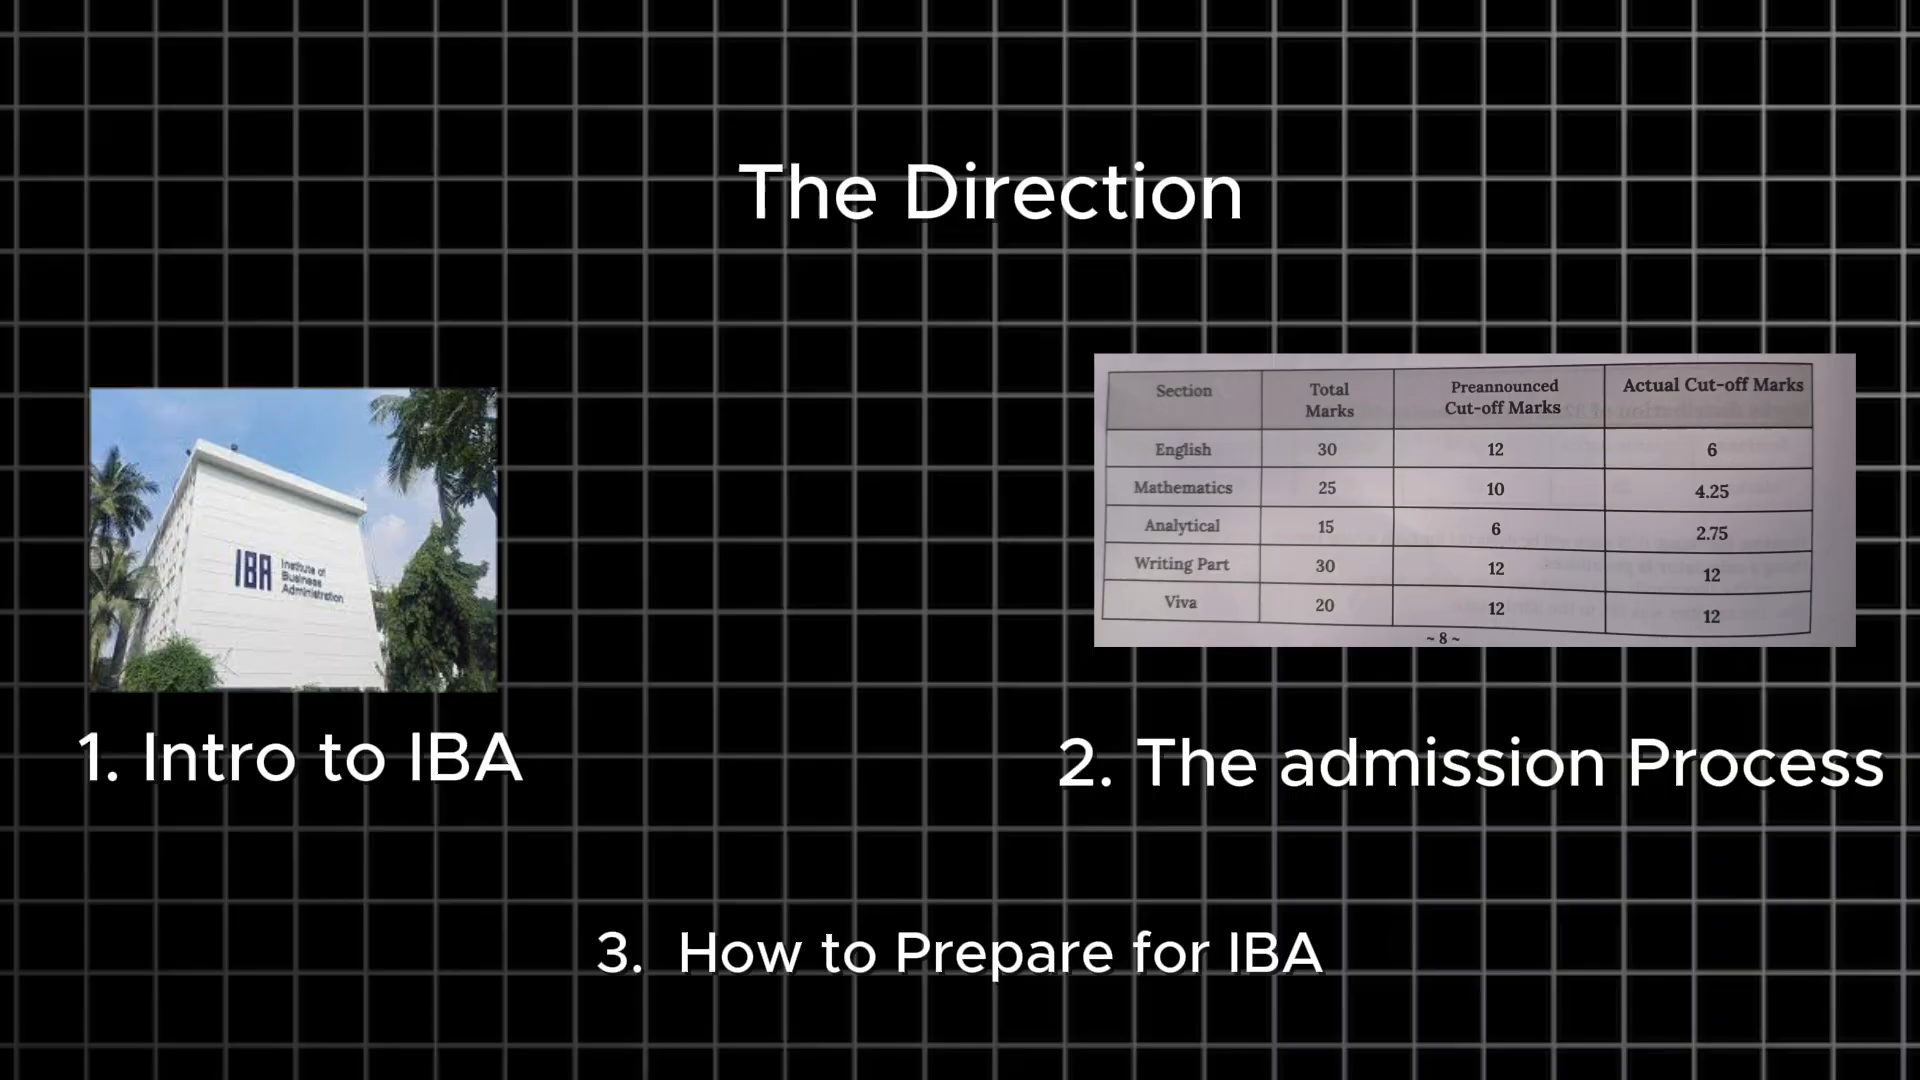 The Direction
IBA Institute of
Business
Administration
Section Total Marks Preannounced Cut-off Marks Actual Cut-off Marks
English 30 12 6
Mathematics 25 10 4.25
Analytical 15 6 2.75
Writing Part 30 12 12
Viva 20 12 12
~ 8 ~
1. Intro to IBA
2. The admission Process
3. How to Prepare for IBA